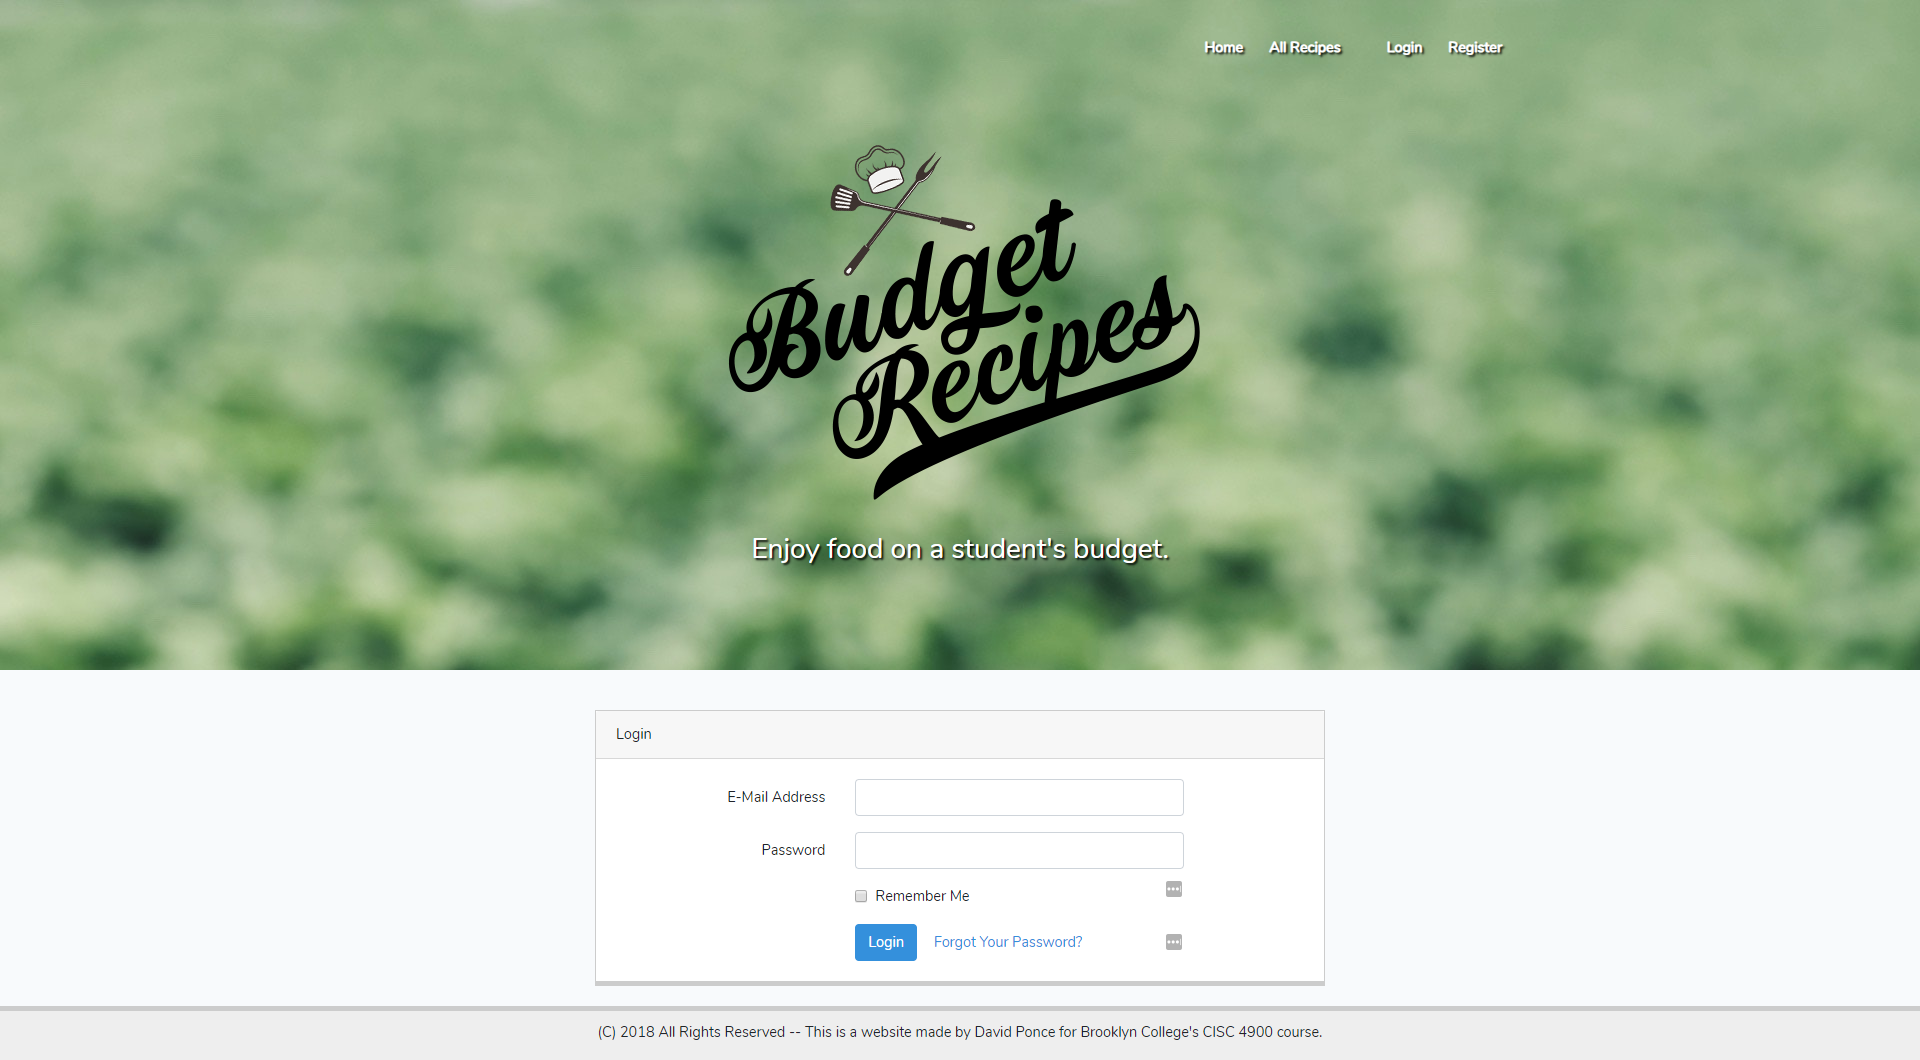 Home All Recipes Login Register
Budget
Recipes
Enjoy food on a student's budget.
Login
E-Mail Address
Password
Remember Me
Login Forgot Your Password?
(C) 2018 All Rights Reserved -- This is a website made by David Ponce for Brooklyn College's CISC 4900 course.